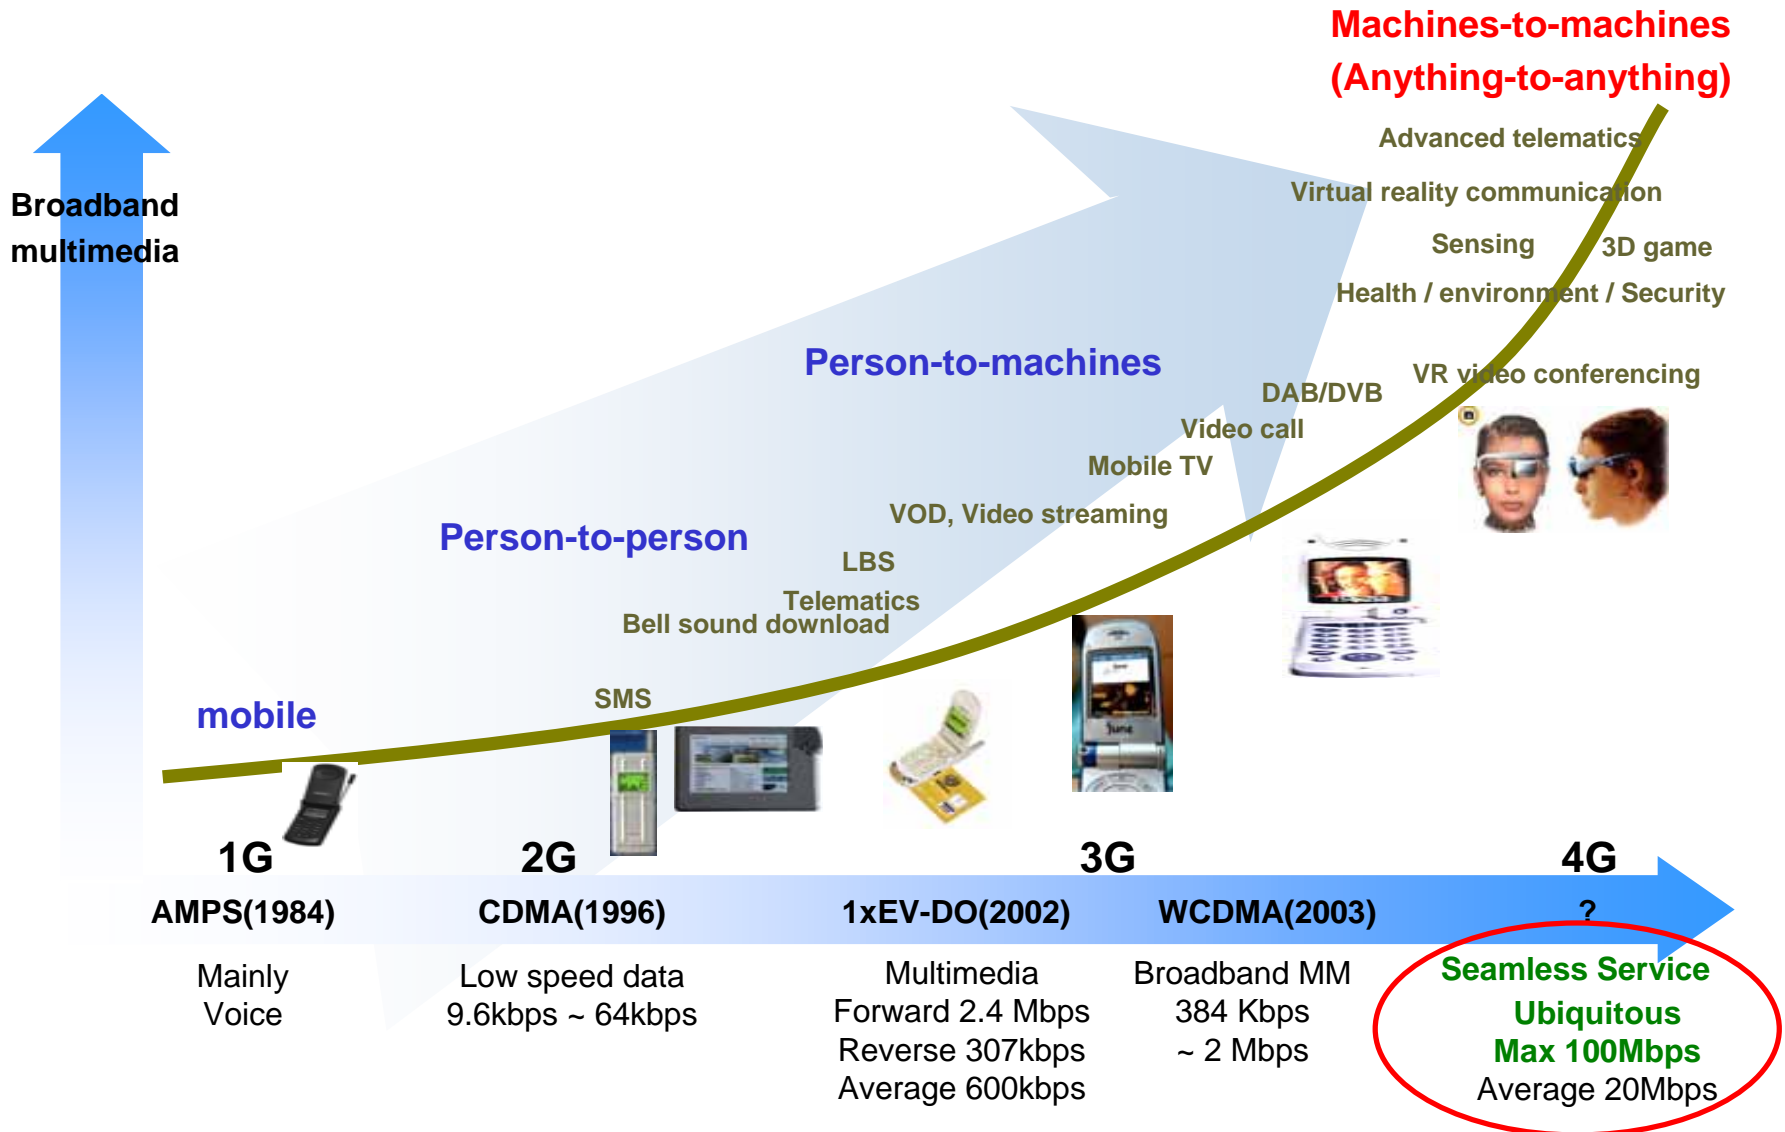 Machines-to-machines
(Anything-to-anything)
Advanced telematics
Broadband
multimedia
Virtual reality communication
Sensing
3D game
Health / environment / Security
Person-to-machines
VR video conferencing
DAB/DVB
Video call
Mobile TV
VOD, Video streaming
Person-to-person
LBS
Telematics
Bell sound download
SMS
mobile
June
1G
2G
3G
4G
AMPS(1984)
CDMA(1996)
1xEV-DO(2002)
WCDMA(2003)
?
Mainly
Voice
Low speed data
9.6kbps ~ 64kbps
Multimedia
Forward 2.4 Mbps
Reverse 307kbps
Average 600kbps
Broadband MM
384 Kbps
~ 2 Mbps
Seamless Service
Ubiquitous
Max 100Mbps
Average 20Mbps